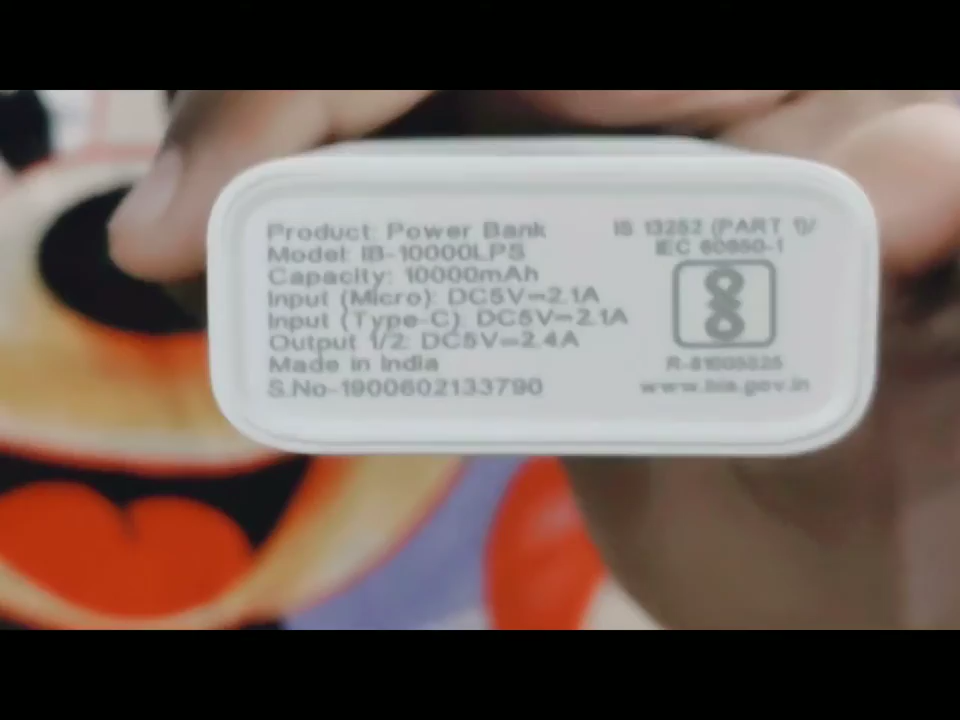 Product: Power Bank
Model: IB-10000LPS
Capacity: 10000mAh
Input (Micro): DC5V⎓2.1A
Input (Type-C): DC5V⎓2.1A
Output 1/2: DC5V⎓2.4A
Made in India
S.No-1900602133790
IS 13252 (PART 1)/
IEC 60950-1
www.bis.gov.in